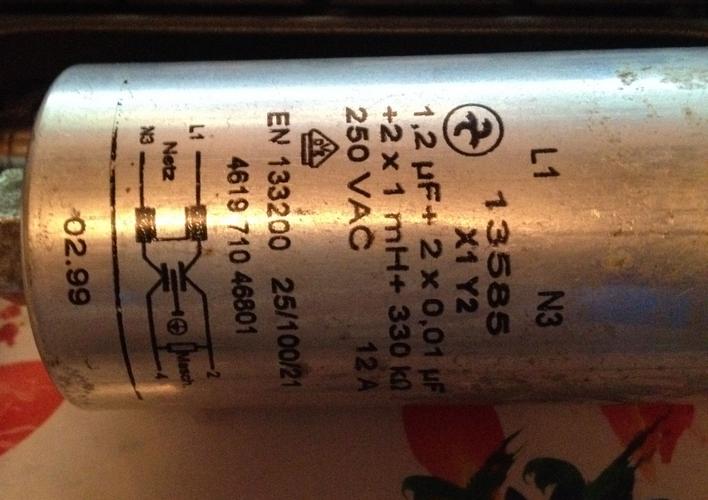 L1 N3
13585
X1 Y2
1,2 µF + 2 x 0,01 µF
+2 x 1 mH + 330 kΩ
250 VAC 12 A
EN 133200 25/100/21
4619 710 46801
L1 2
Netz Masch.
N3 4
02.99